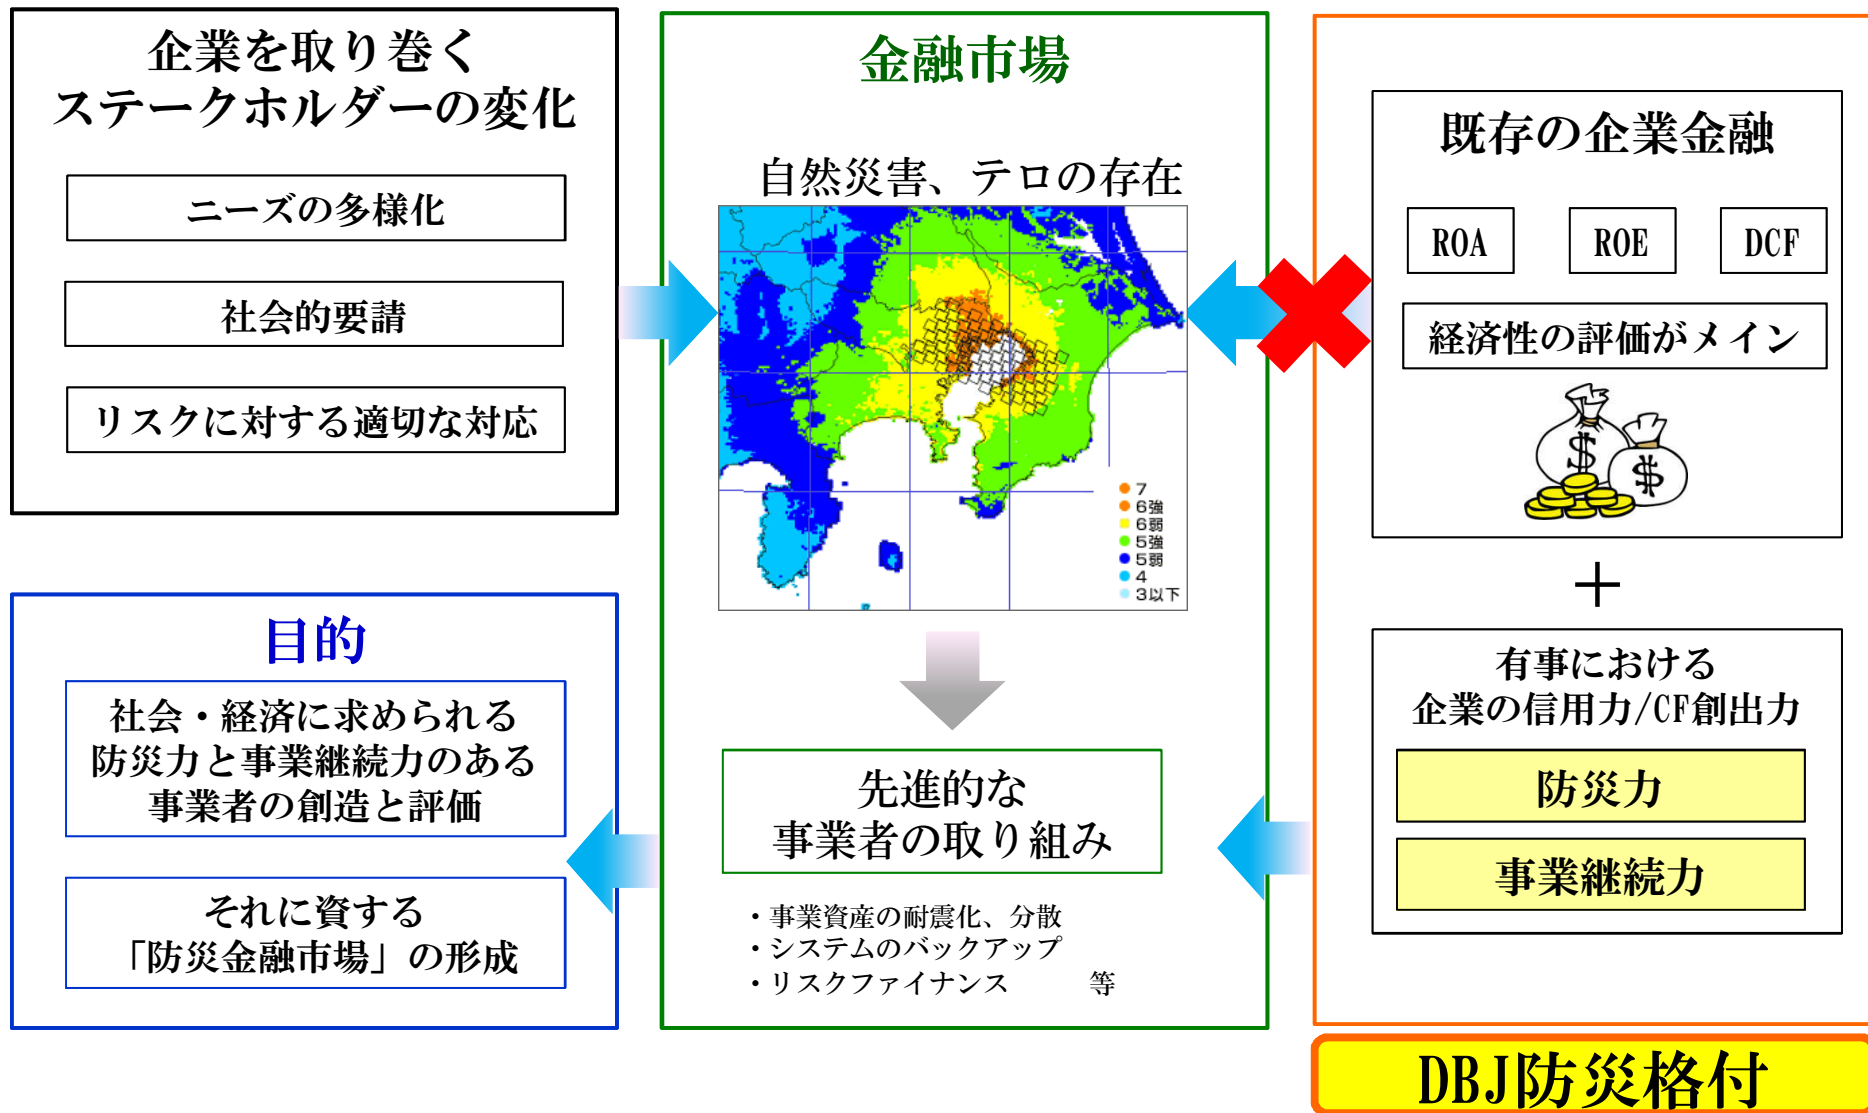 企業を取り巻く
ステークホルダーの変化
ニーズの多様化
社会的要請
リスクに対する適切な対応
目的
社会・経済に求められる
防災力と事業継続力のある
事業者の創造と評価
それに資する
「防災金融市場」の形成
金融市場
自然災害、テロの存在
7
6強
6弱
5強
5弱
4
3以下
先進的な
事業者の取り組み
・事業資産の耐震化、分散
・システムのバックアップ
・リスクファイナンス　　　等
既存の企業金融
ROA
ROE
DCF
経済性の評価がメイン
$
$
＋
有事における
企業の信用力/CF創出力
防災力
事業継続力
DBJ防災格付